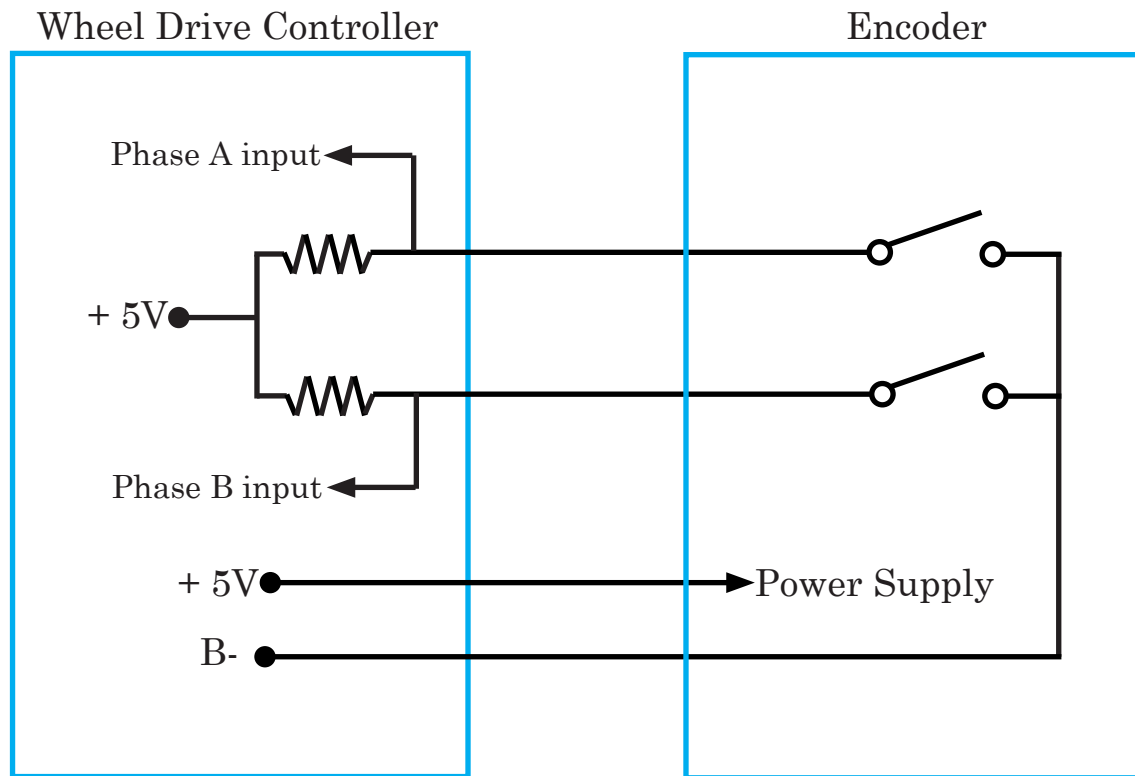 Wheel Drive Controller
Encoder
Phase A input
+ 5V
Phase B input
+ 5V
Power Supply
B-